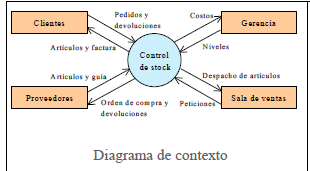 Clientes
Pedidos y
devoluciones
Costos
Gerencia
Artículos y factura
Niveles
Control
de stock
Artículos y guía
Despacho de artículos
Proveedores
Orden de compra y
devoluciones
Peticiones
Sala de ventas
Diagrama de contexto